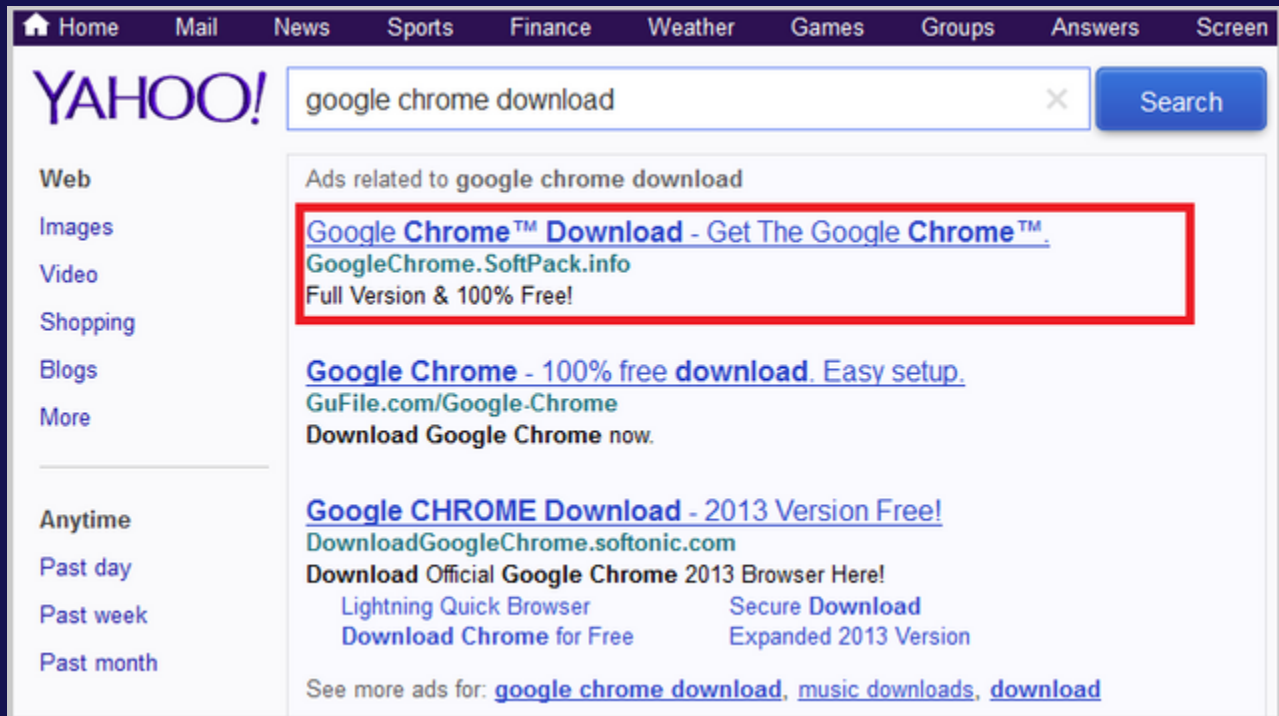 Home Mail News Sports Finance Weather Games Groups Answers Screen
YAHOO! google chrome download × Search
Web
Images
Video
Shopping
Blogs
More
Anytime
Past day
Past week
Past month
Ads related to google chrome download
Google Chrome™ Download - Get The Google Chrome™.
GoogleChrome.SoftPack.info
Full Version & 100% Free!
Google Chrome - 100% free download. Easy setup.
GuFile.com/Google-Chrome
Download Google Chrome now.
Google CHROME Download - 2013 Version Free!
DownloadGoogleChrome.softonic.com
Download Official Google Chrome 2013 Browser Here!
Lightning Quick Browser Secure Download
Download Chrome for Free Expanded 2013 Version
See more ads for: google chrome download, music downloads, download